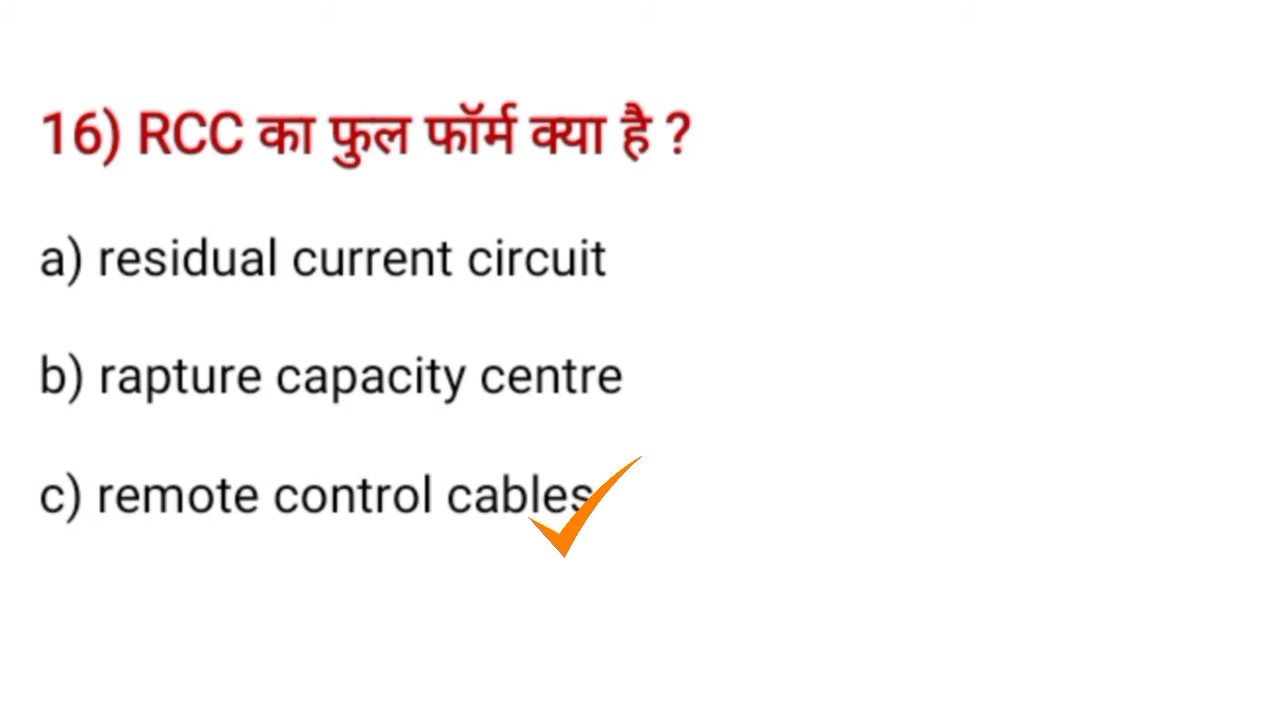 16) RCC का फुल फॉर्म क्या है ?
a) residual current circuit
b) rapture capacity centre
c) remote control cables